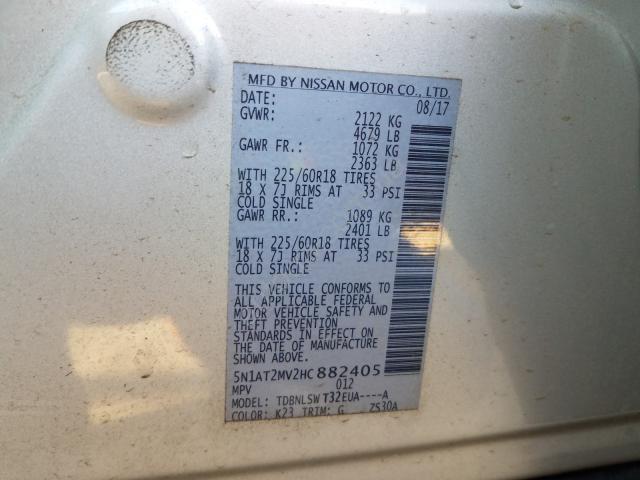 MFD BY NISSAN MOTOR CO., LTD.
DATE: 08/17
GVWR: 2122 KG
4679 LB
GAWR FR.: 1072 KG
2363 LB
WITH 225/60R18 TIRES
18 X 7J RIMS AT 33 PSI
COLD SINGLE
GAWR RR.: 1089 KG
2401 LB
WITH 225/60R18 TIRES
18 X 7J RIMS AT 33 PSI
COLD SINGLE
THIS VEHICLE CONFORMS TO
ALL APPLICABLE FEDERAL
MOTOR VEHICLE SAFETY AND
THEFT PREVENTION
STANDARDS IN EFFECT ON
THE DATE OF MANUFACTURE
SHOWN ABOVE.
5N1AT2MV2HC882405
MPV 012
MODEL: TDBNLSWT32EUA----A
COLOR: K23 TRIM: G ZS30A